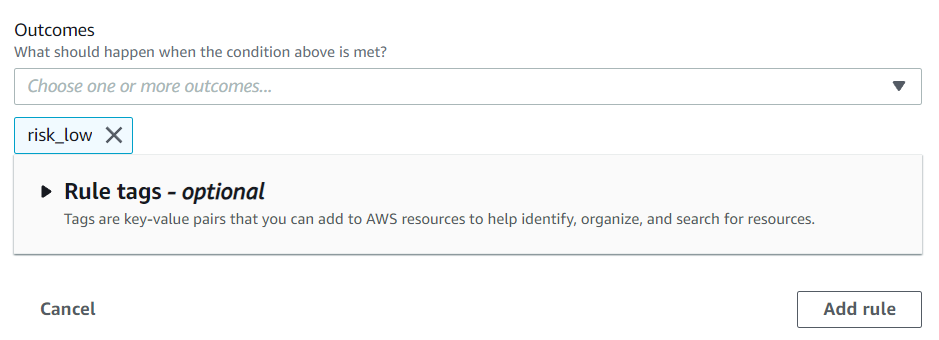 Outcomes
What should happen when the condition above is met?
Choose one or more outcomes...
risk_low
Rule tags - optional
Tags are key-value pairs that you can add to AWS resources to help identify, organize, and search for resources.
Cancel
Add rule